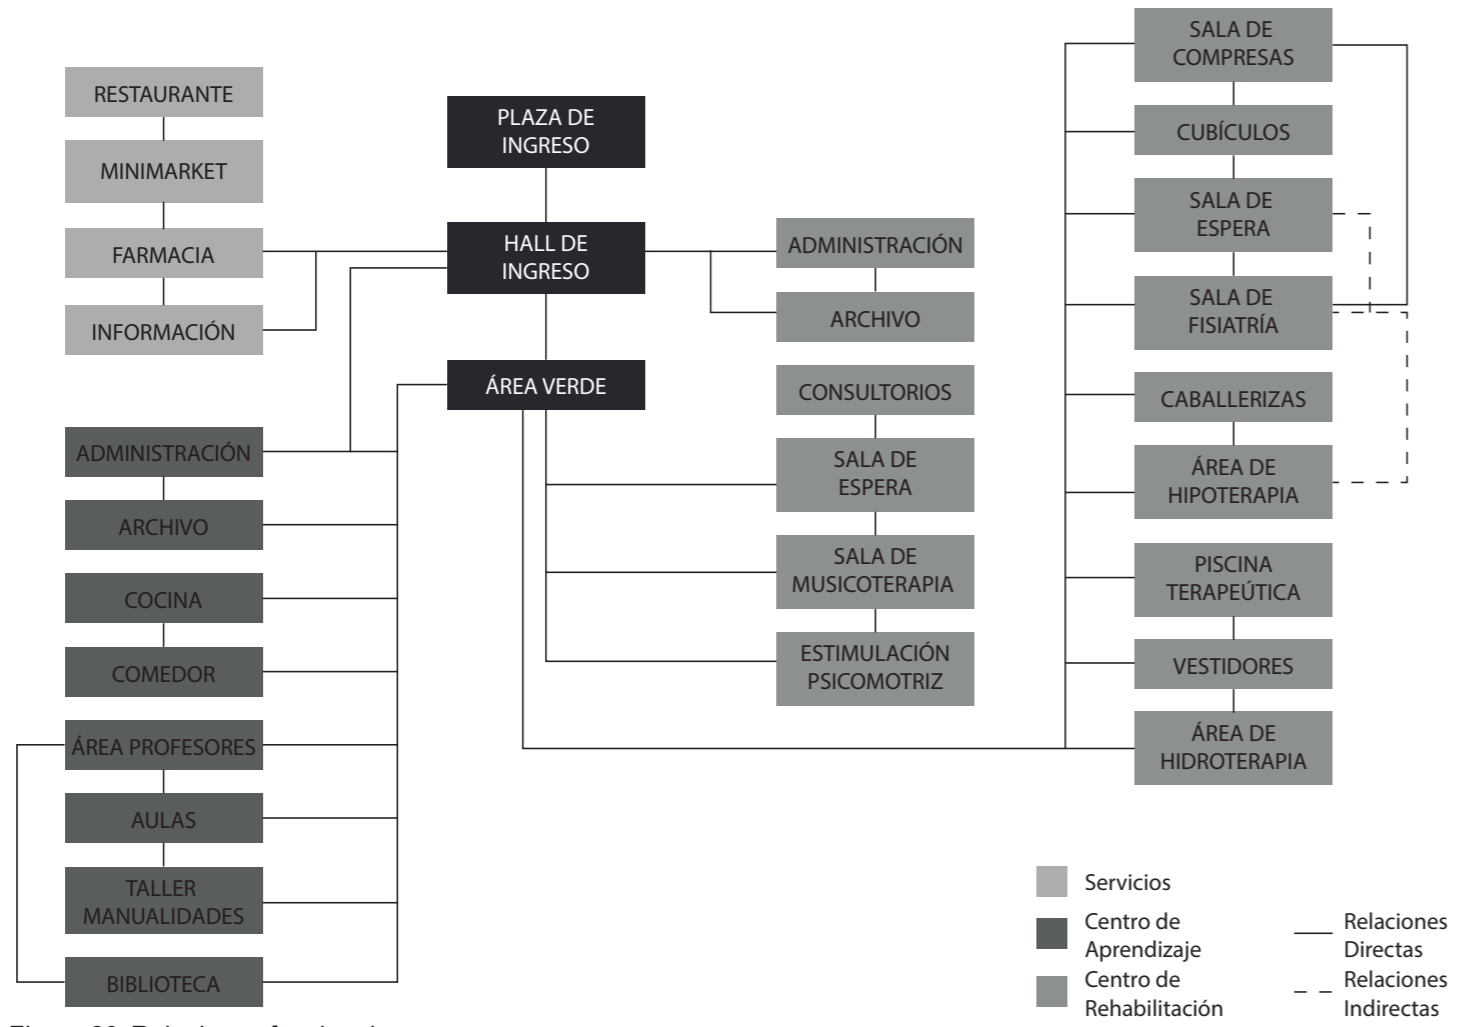 RESTAURANTE
MINIMARKET
FARMACIA
INFORMACIÓN
ADMINISTRACIÓN
ARCHIVO
COCINA
COMEDOR
ÁREA PROFESORES
AULAS
TALLER
MANUALIDADES
BIBLIOTECA
PLAZA DE
INGRESO
HALL DE
INGRESO
ÁREA VERDE
ADMINISTRACIÓN
ARCHIVO
CONSULTORIOS
SALA DE
ESPERA
SALA DE
MUSICOTERAPIA
ESTIMULACIÓN
PSICOMOTRIZ
SALA DE
COMPRESAS
CUBÍCULOS
SALA DE
ESPERA
SALA DE
FISIATRÍA
CABALLERIZAS
ÁREA DE
HIPOTERAPIA
PISCINA
TERAPEÚTICA
VESTIDORES
ÁREA DE
HIDROTERAPIA
Servicios
Centro de
Aprendizaje
Centro de
Rehabilitación
Relaciones
Directas
Relaciones
Indirectas